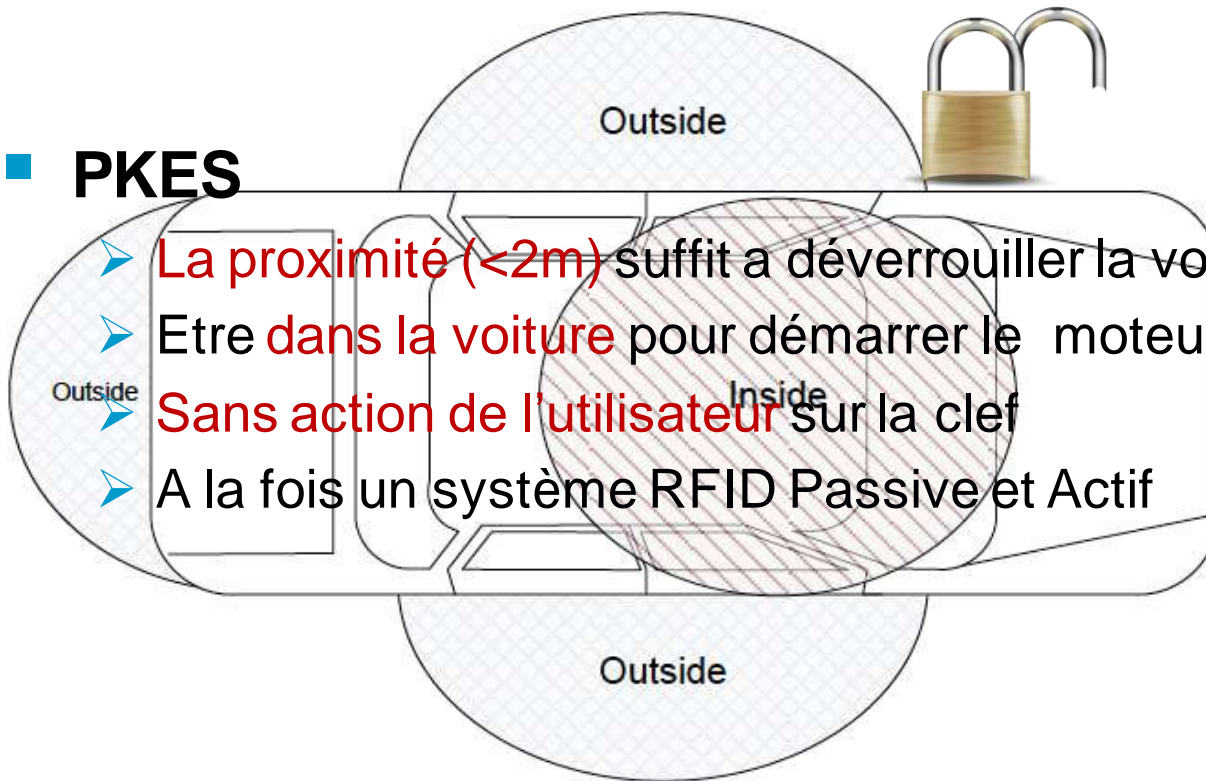 Outside
PKES
La proximité (<2m) suffit a déverrouiller la vo
Etre dans la voiture pour démarrer le moteu
Outside
Inside
Sans action de l’utilisateur sur la clef
A la fois un système RFID Passive et Actif
Outside